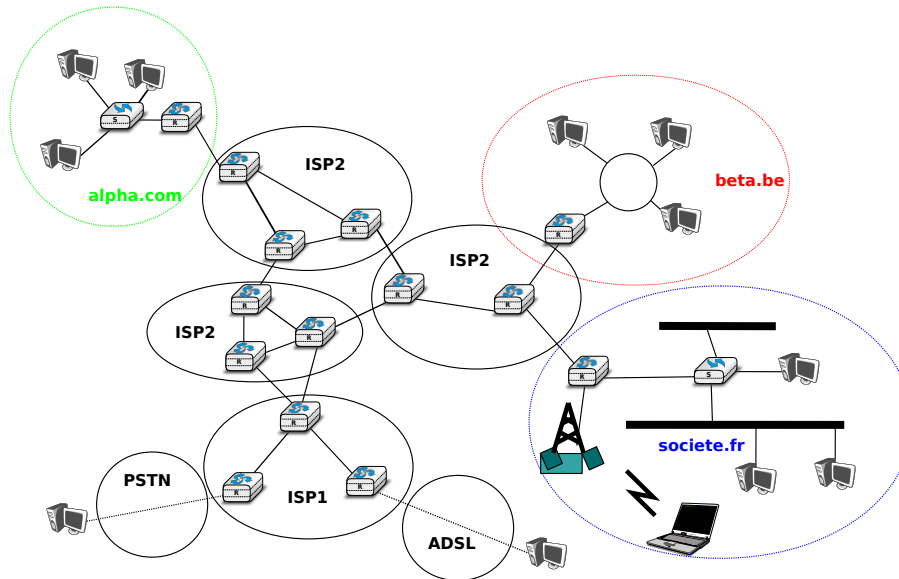 S
R
alpha.com
R
ISP2
R
R
beta.be
R
ISP2
R
R
R
ISP2
R
R
R
S
societe.fr
R
PSTN
R
ISP1
R
ADSL